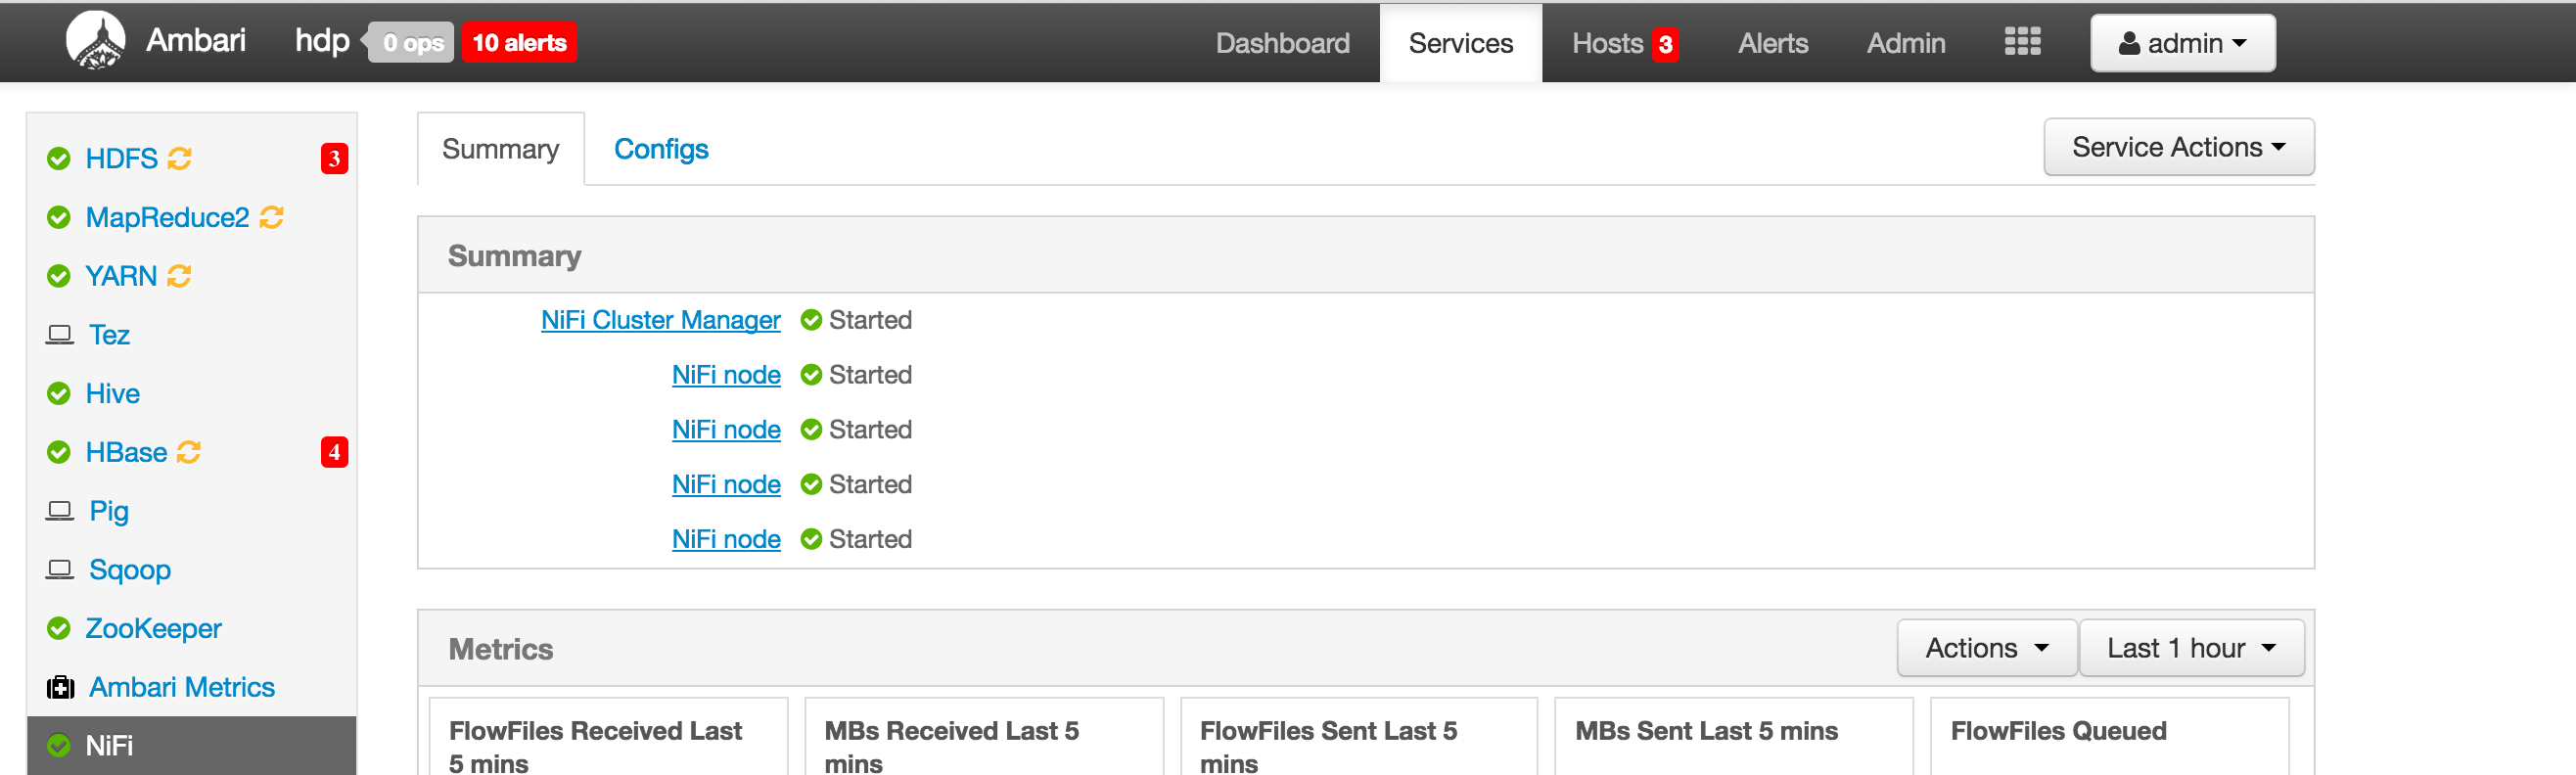 Ambari hdp 0 ops 10 alerts Dashboard Services Hosts 3 Alerts Admin admin
HDFS 3
MapReduce2
YARN
Tez
Hive
HBase 4
Pig
Sqoop
ZooKeeper
Ambari Metrics
NiFi
Summary Configs Service Actions
Summary
NiFi Cluster Manager Started
NiFi node Started
NiFi node Started
NiFi node Started
NiFi node Started
Metrics Actions Last 1 hour
FlowFiles Received Last
5 mins
MBs Received Last 5
mins
FlowFiles Sent Last 5
mins
MBs Sent Last 5 mins
FlowFiles Queued